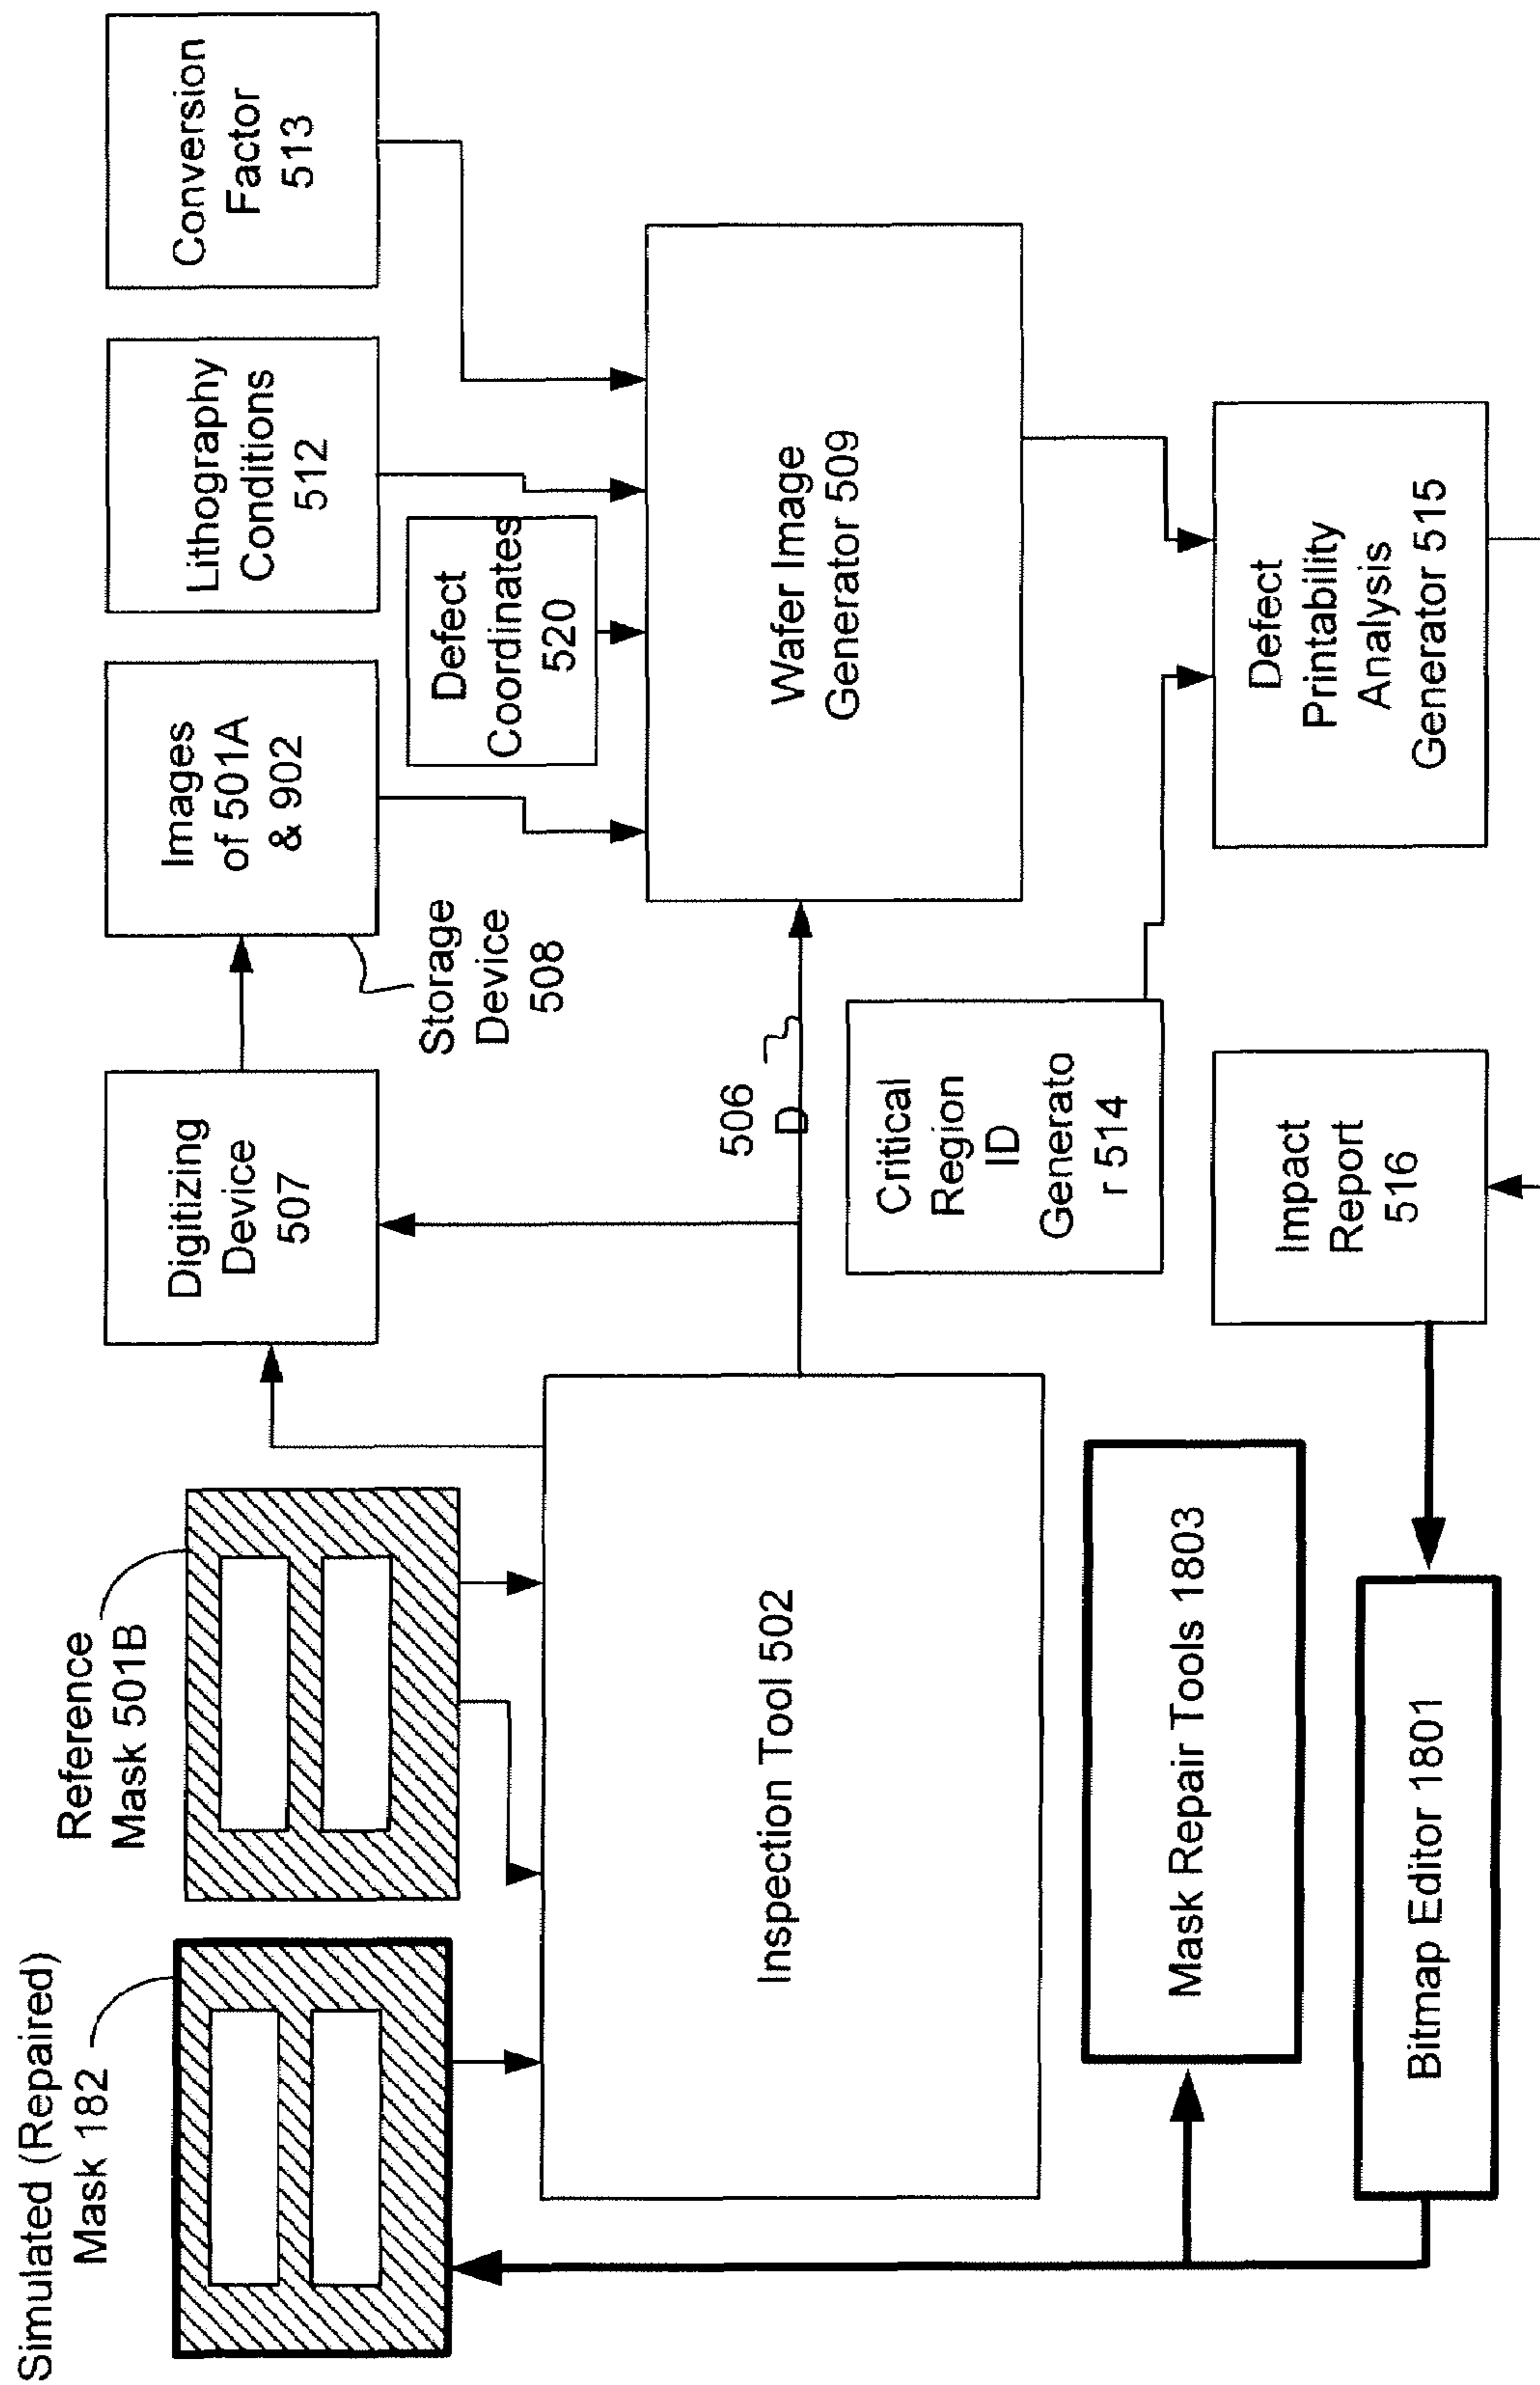 Simulated (Repaired)
Mask 182
Reference
Mask 501B
Digitizing
Device
507
Images
of 501A
& 902
Storage
Device
508
Lithography
Conditions
512
Conversion
Factor
513
Defect
Coordinates
520
Inspection Tool 502
506
D
Wafer Image
Generator 509
Critical
Region
ID
Generato
r 514
Mask Repair Tools 1803
Bitmap Editor 1801
Impact
Report
516
Defect
Printability
Analysis
Generator 515